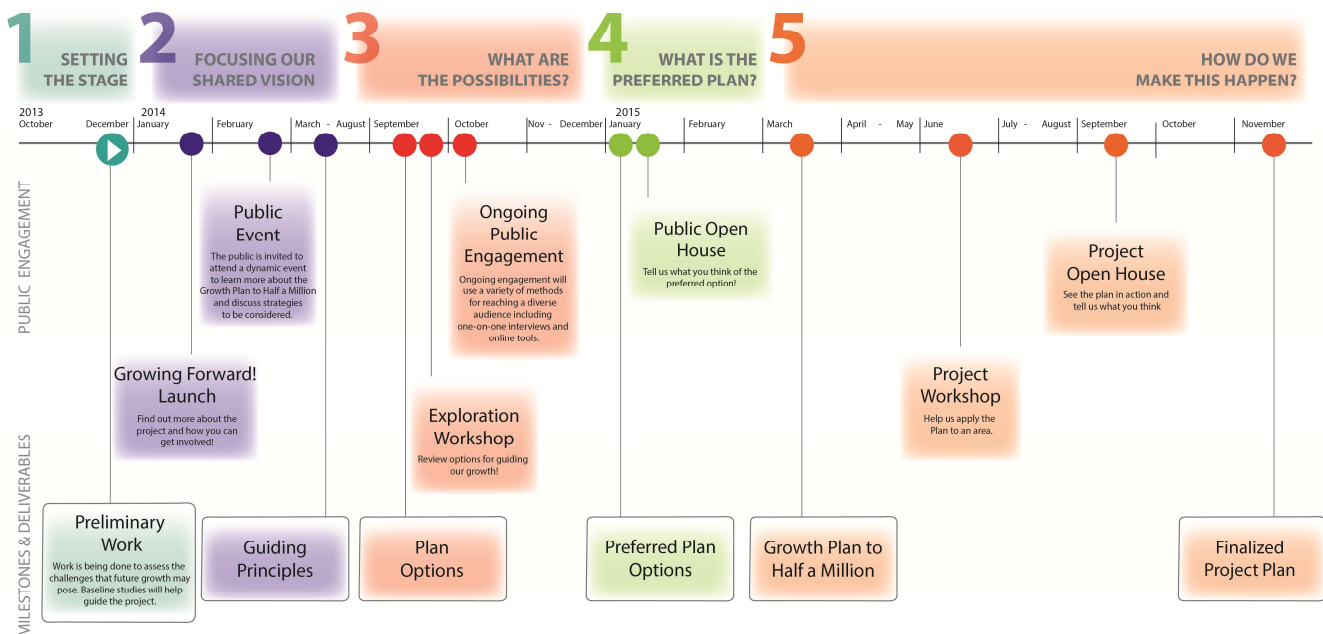 1 SETTING
THE STAGE
2 FOCUSING OUR
SHARED VISION
3 WHAT ARE
THE POSSIBILITIES?
4 WHAT IS THE
PREFERRED PLAN?
5 HOW DO WE
MAKE THIS HAPPEN?
2013 2014 2015
October December January February March - August September October Nov - December January February March April - May June July - August September October November
PUBLIC ENGAGEMENT
Public
Event
The public is invited to
attend a dynamic event
to learn more about the
Growth Plan to Half a Million
and discuss strategies
to be considered.
Ongoing
Public
Engagement
Ongoing engagement will
use a variety of methods
for reaching a diverse
audience including
one-on-one interviews and
online tools.
Public Open
House
Tell us what you think of the
preferred option!
Project
Open House
See the plan in action and
tell us what you think
Growing Forward!
Launch
Find out more about the
project and how you can
get involved!
Exploration
Workshop
Review options for guiding
our growth!
Project
Workshop
Help us apply the
Plan to an area.
MILESTONES & DELIVERABLES
Preliminary
Work
Work is being done to assess the
challenges that future growth may
pose. Baseline studies will help
guide the project.
Guiding
Principles
Plan
Options
Preferred Plan
Options
Growth Plan to
Half a Million
Finalized
Project Plan